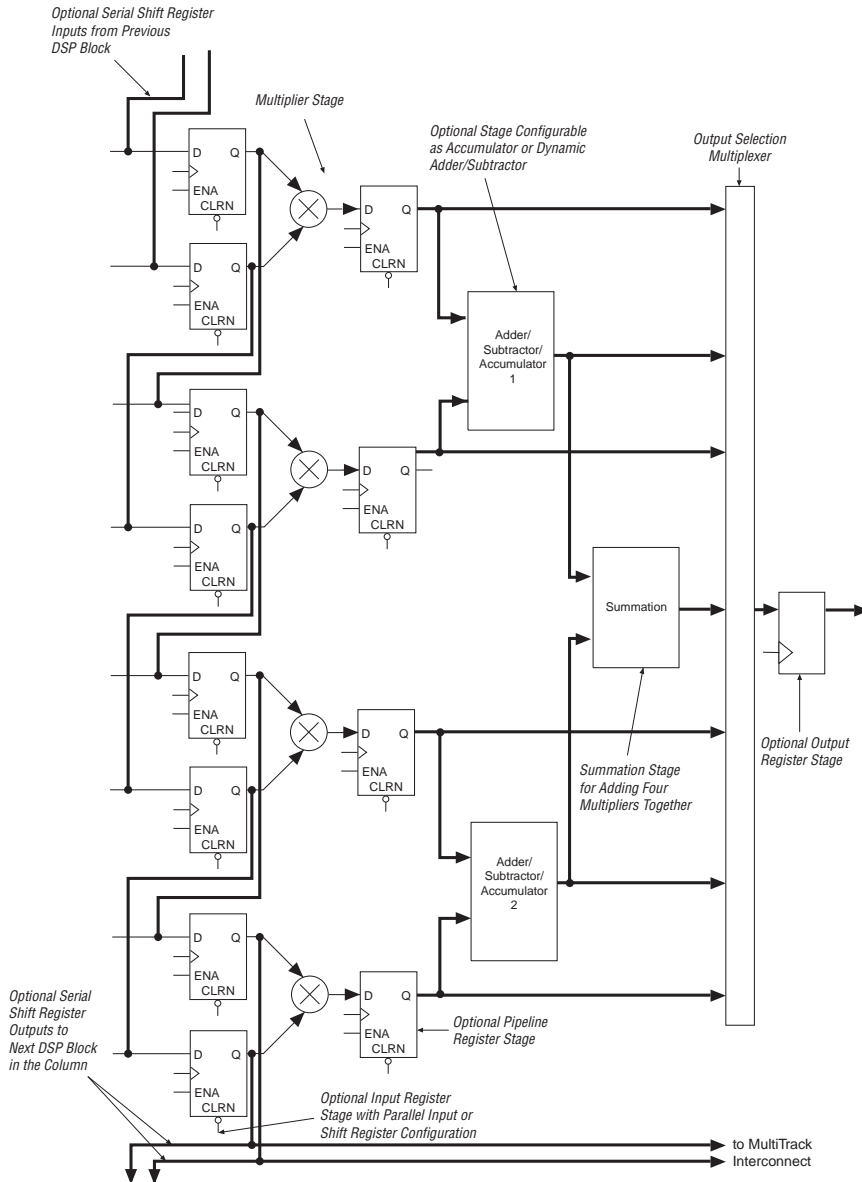 Optional Serial Shift Register
Inputs from Previous
DSP Block
Multiplier Stage
Optional Stage Configurable
as Accumulator or Dynamic
Adder/Subtractor
Output Selection
Multiplexer
D Q
ENA
CLRN
D Q
ENA
CLRN
D Q
ENA
CLRN
Adder/
Subtractor/
Accumulator
1
D Q
ENA
CLRN
D Q
ENA
CLRN
D Q
ENA
CLRN
Summation
D Q
ENA
CLRN
D Q
ENA
CLRN
D Q
ENA
CLRN
Summation Stage
for Adding Four
Multipliers Together
Optional Output
Register Stage
Adder/
Subtractor/
Accumulator
2
D Q
ENA
CLRN
D Q
ENA
CLRN
D Q
ENA
CLRN
Optional Serial
Shift Register
Outputs to
Next DSP Block
in the Column
Optional Pipeline
Register Stage
Optional Input Register
Stage with Parallel Input or
Shift Register Configuration
to MultiTrack
Interconnect